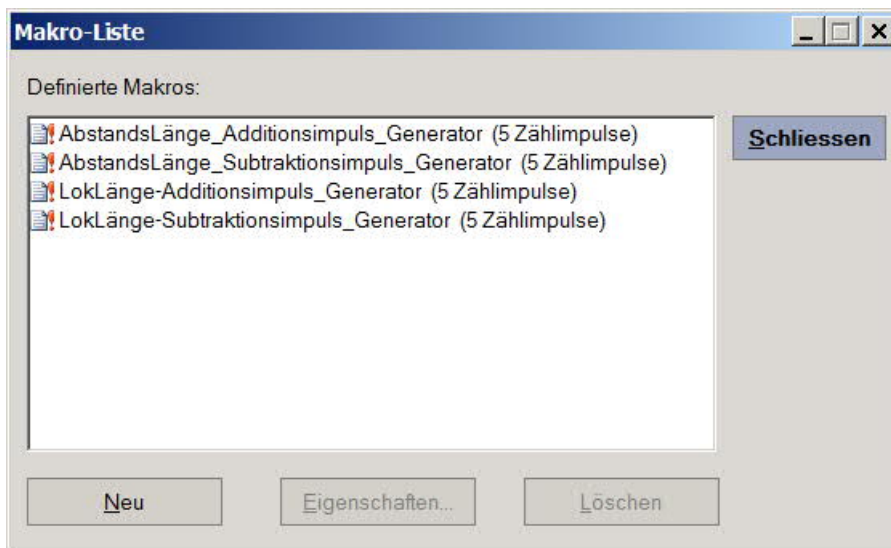 Makro-Liste
Definierte Makros:
AbstandsLänge_Additionsimpuls_Generator (5 Zählimpulse)
AbstandsLänge_Subtraktionsimpuls_Generator (5 Zählimpulse)
LokLänge-Additionsimpuls_Generator (5 Zählimpulse)
LokLänge-Subtraktionsimpuls_Generator (5 Zählimpulse)
Schliessen
Neu
Eigenschaften...
Löschen